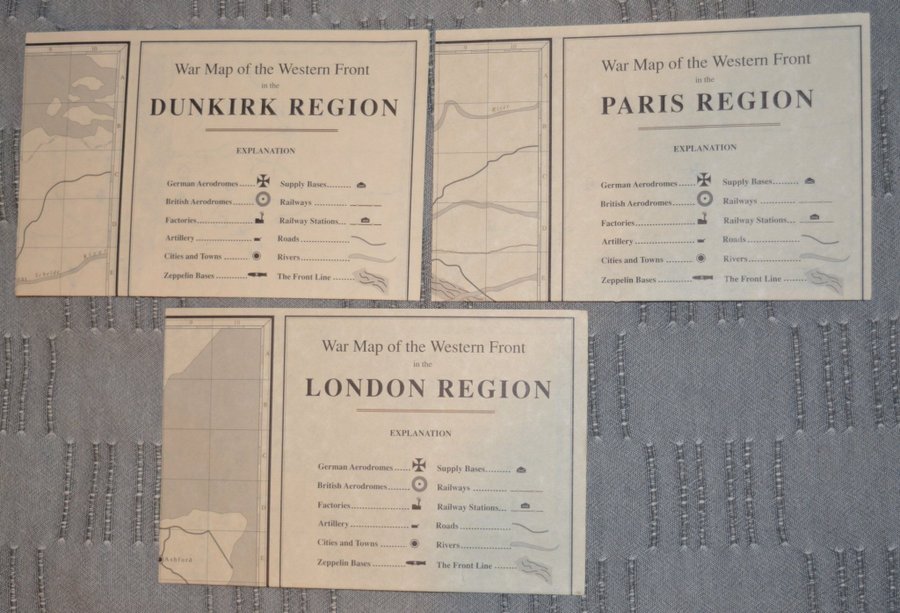 8 10
War Map of the Western Front
in the
DUNKIRK REGION
EXPLANATION
German Aerodromes
Supply Bases
British Aerodromes
Railways
Factories
Railway Stations
Artillery
Roads
Cities and Towns
Rivers
Zeppelin Bases
The Front Line
A
B
C
D
E
River
War Map of the Western Front
in the
PARIS REGION
EXPLANATION
German Aerodromes
Supply Bases
British Aerodromes
Railways
Factories
Railway Stations
Artillery
Roads
Cities and Towns
Rivers
Zeppelin Bases
The Front Line
9 10
A
B
D
E
Ashford
War Map of the Western Front
in the
LONDON REGION
EXPLANATION
German Aerodromes
Supply Bases
British Aerodromes
Railways
Factories
Railway Stations
Artillery
Roads
Cities and Towns
Rivers
Zeppelin Bases
The Front Line